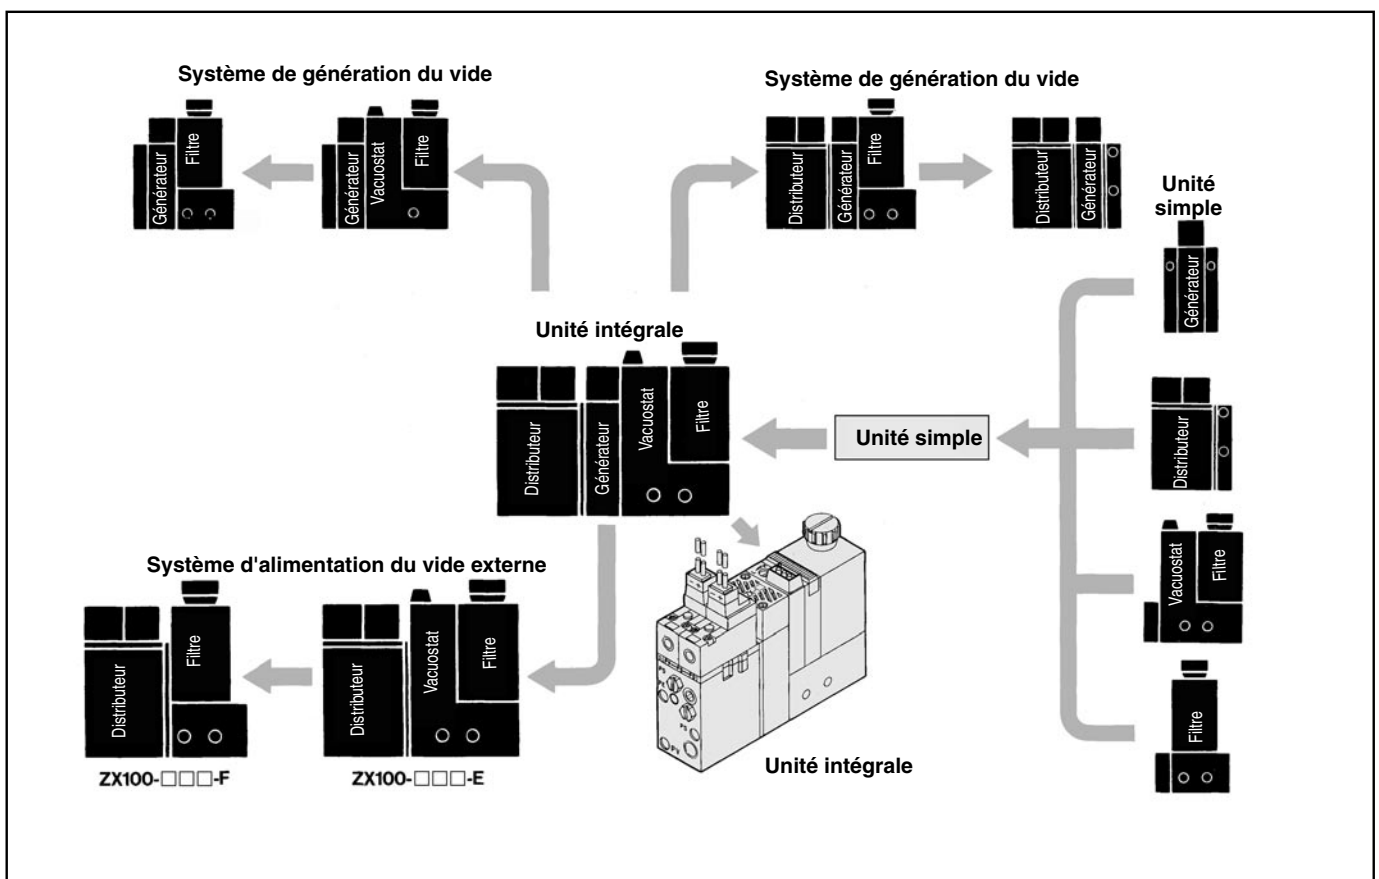 Système de génération du vide
Générateur
Filtre
Générateur
Vacuostat
Filtre
Système de génération du vide
Distributeur
Générateur
Filtre
Distributeur
Générateur
Unité
simple
Générateur
Unité intégrale
Distributeur
Générateur
Vacuostat
Filtre
Unité simple
Distributeur
Vacuostat
Filtre
Filtre
Système d'alimentation du vide externe
Distributeur
Filtre
ZX100-□□□-F
Distributeur
Vacuostat
Filtre
ZX100-□□□-E
PV
Unité intégrale